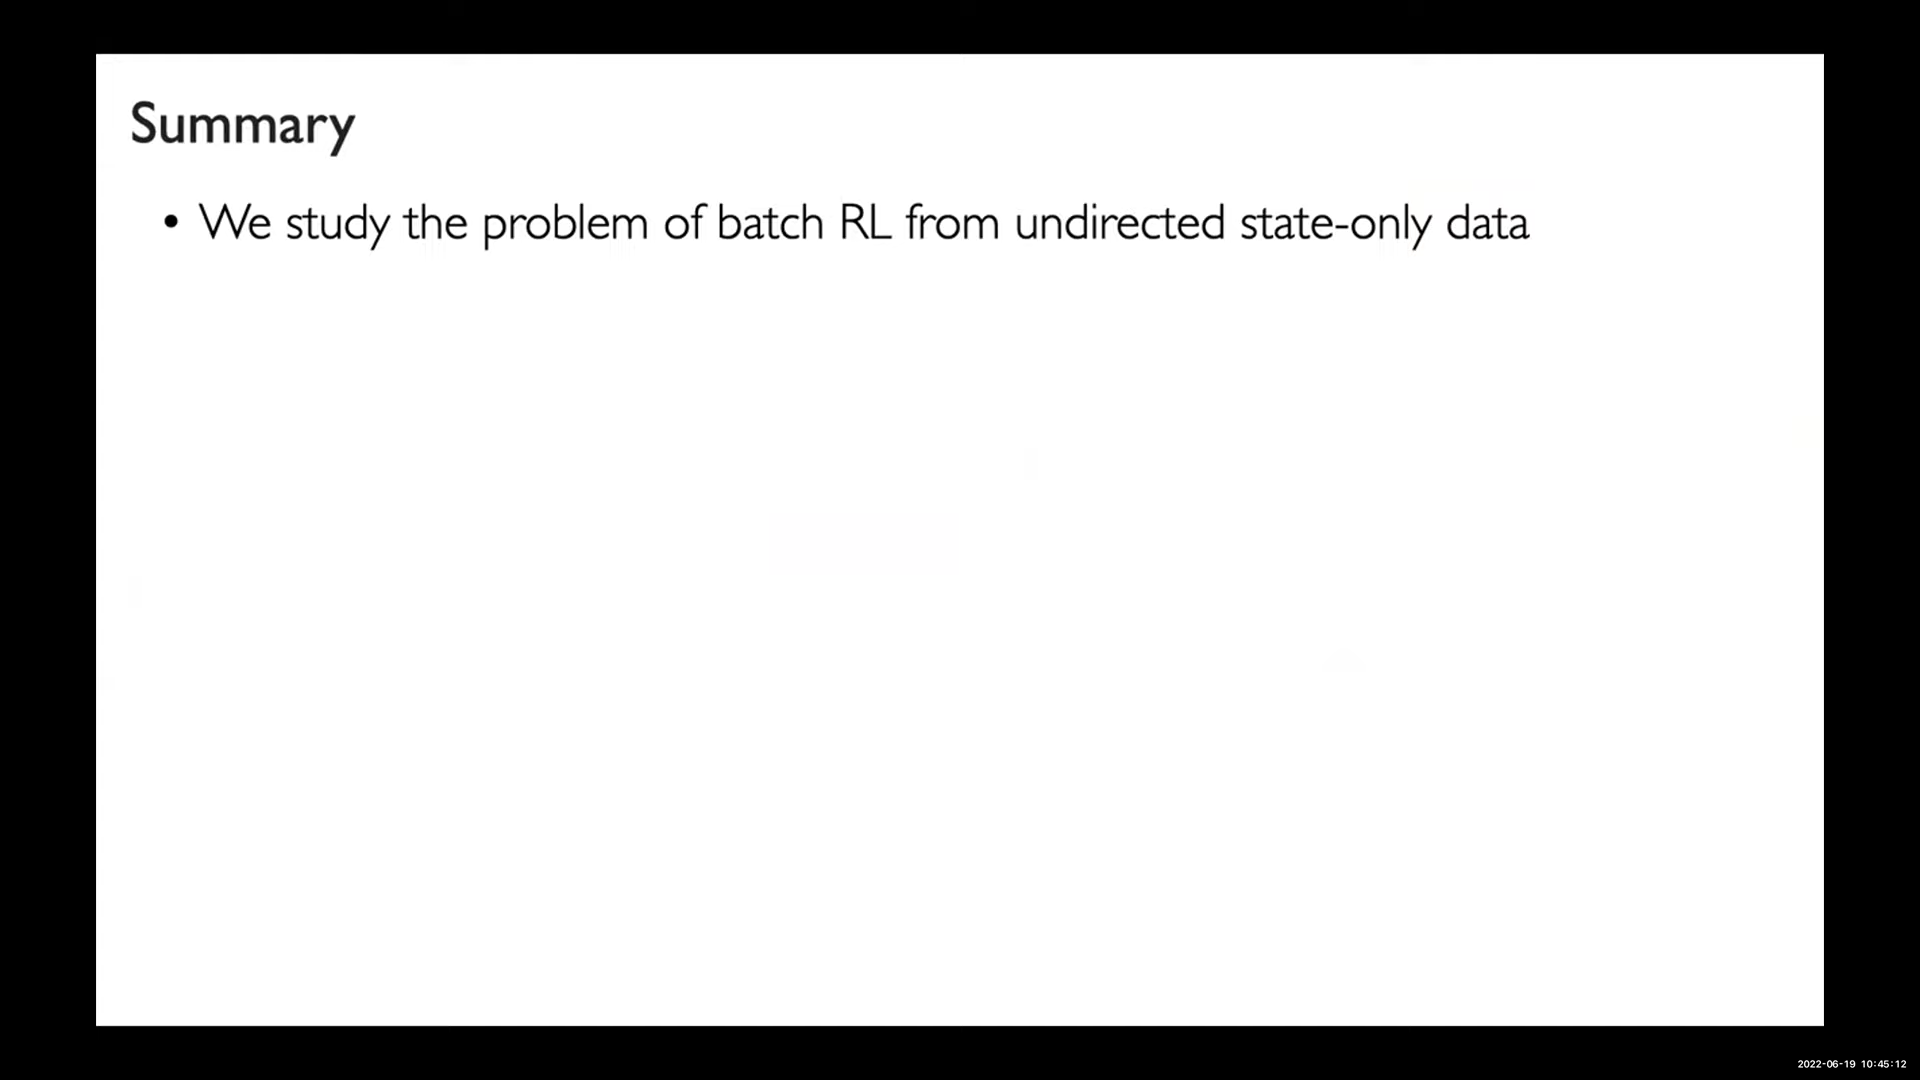 Summary
• We study the problem of batch RL from undirected state-only data
2022-06-19 10:45:12